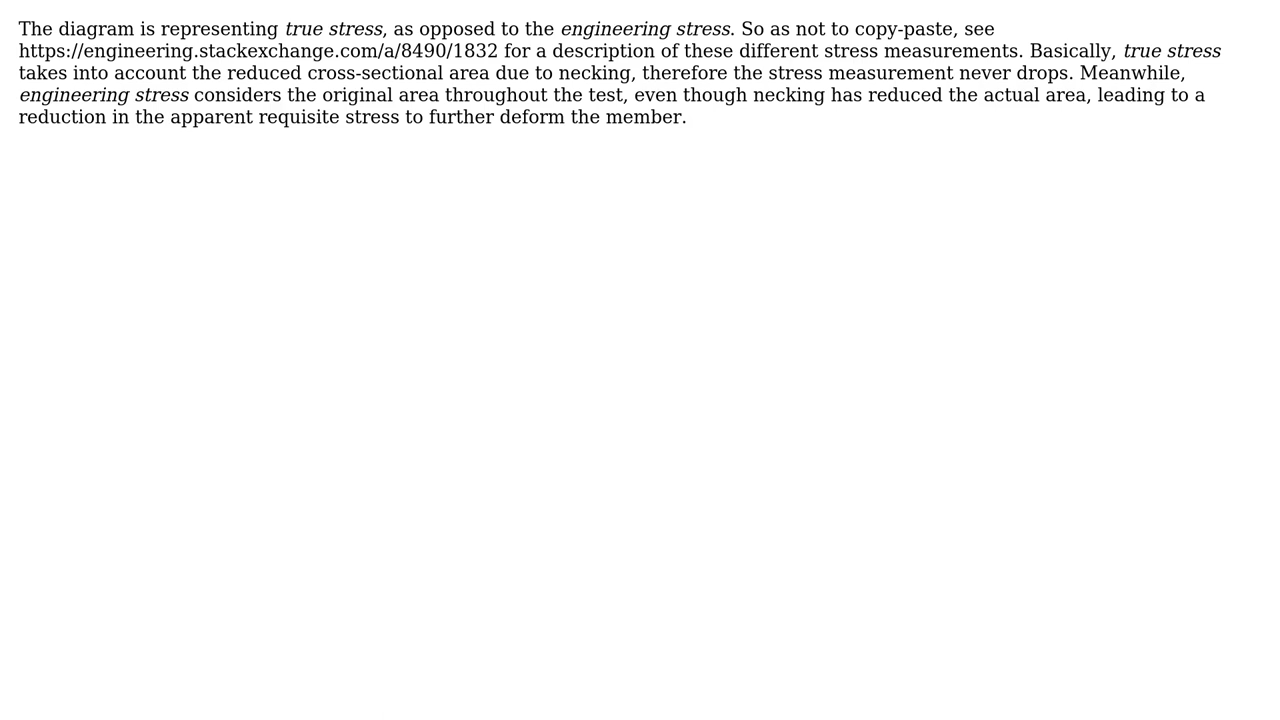 The diagram is representing true stress, as opposed to the engineering stress. So as not to copy-paste, see
https://engineering.stackexchange.com/a/8490/1832 for a description of these different stress measurements. Basically, true stress
takes into account the reduced cross-sectional area due to necking, therefore the stress measurement never drops. Meanwhile,
engineering stress considers the original area throughout the test, even though necking has reduced the actual area, leading to a
reduction in the apparent requisite stress to further deform the member.